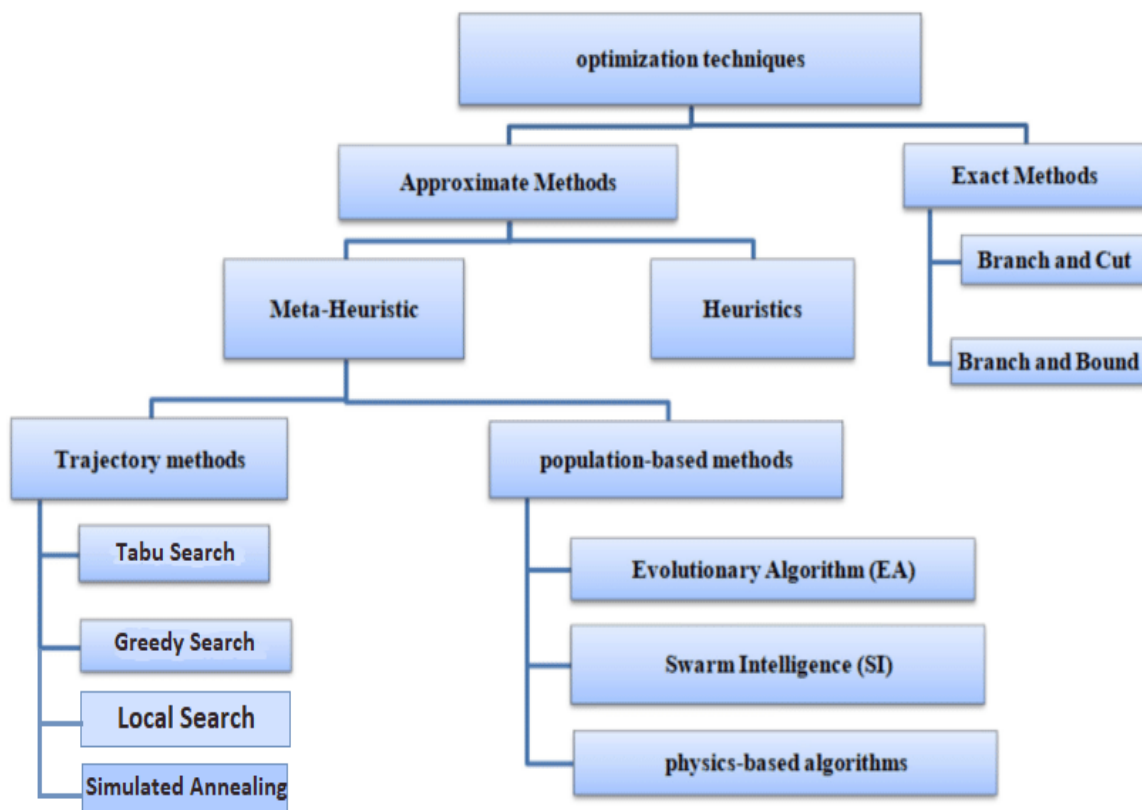 optimization techniques
Approximate Methods
Exact Methods
Branch and Cut
Branch and Bound
Meta-Heuristic
Heuristics
Trajectory methods
population-based methods
Tabu Search
Greedy Search
Local Search
Simulated Annealing
Evolutionary Algorithm (EA)
Swarm Intelligence (SI)
physics-based algorithms